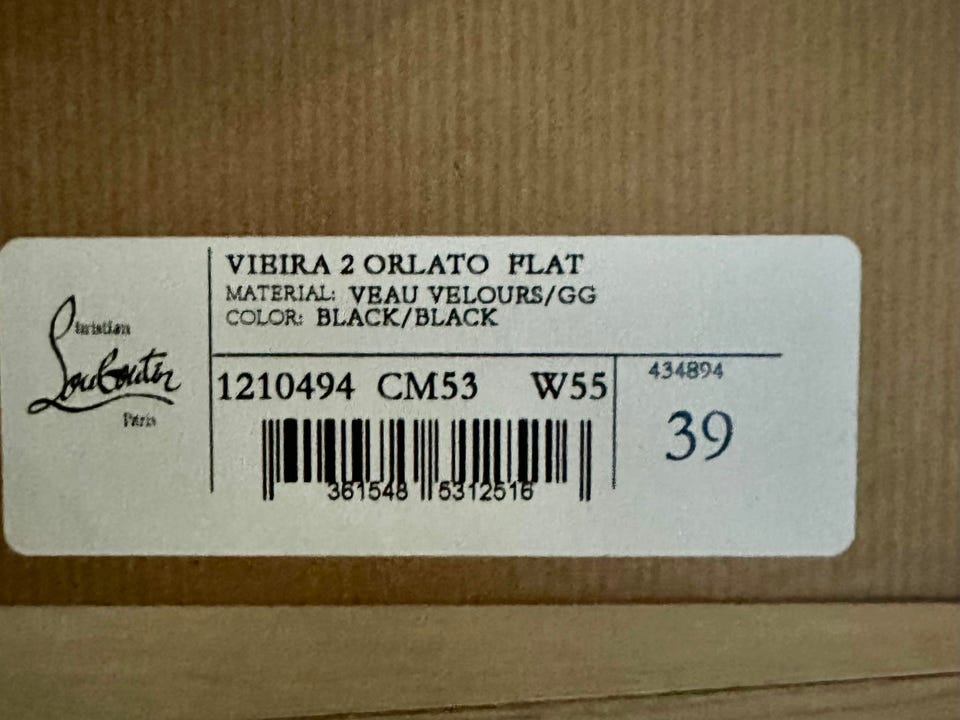 Christian
Louboutin
Paris
VIEIRA 2 ORLATO FLAT
MATERIAL: VEAU VELOURS/GG
COLOR: BLACK/BLACK
1210494 CM53 W55
361548 5312516
434894
39